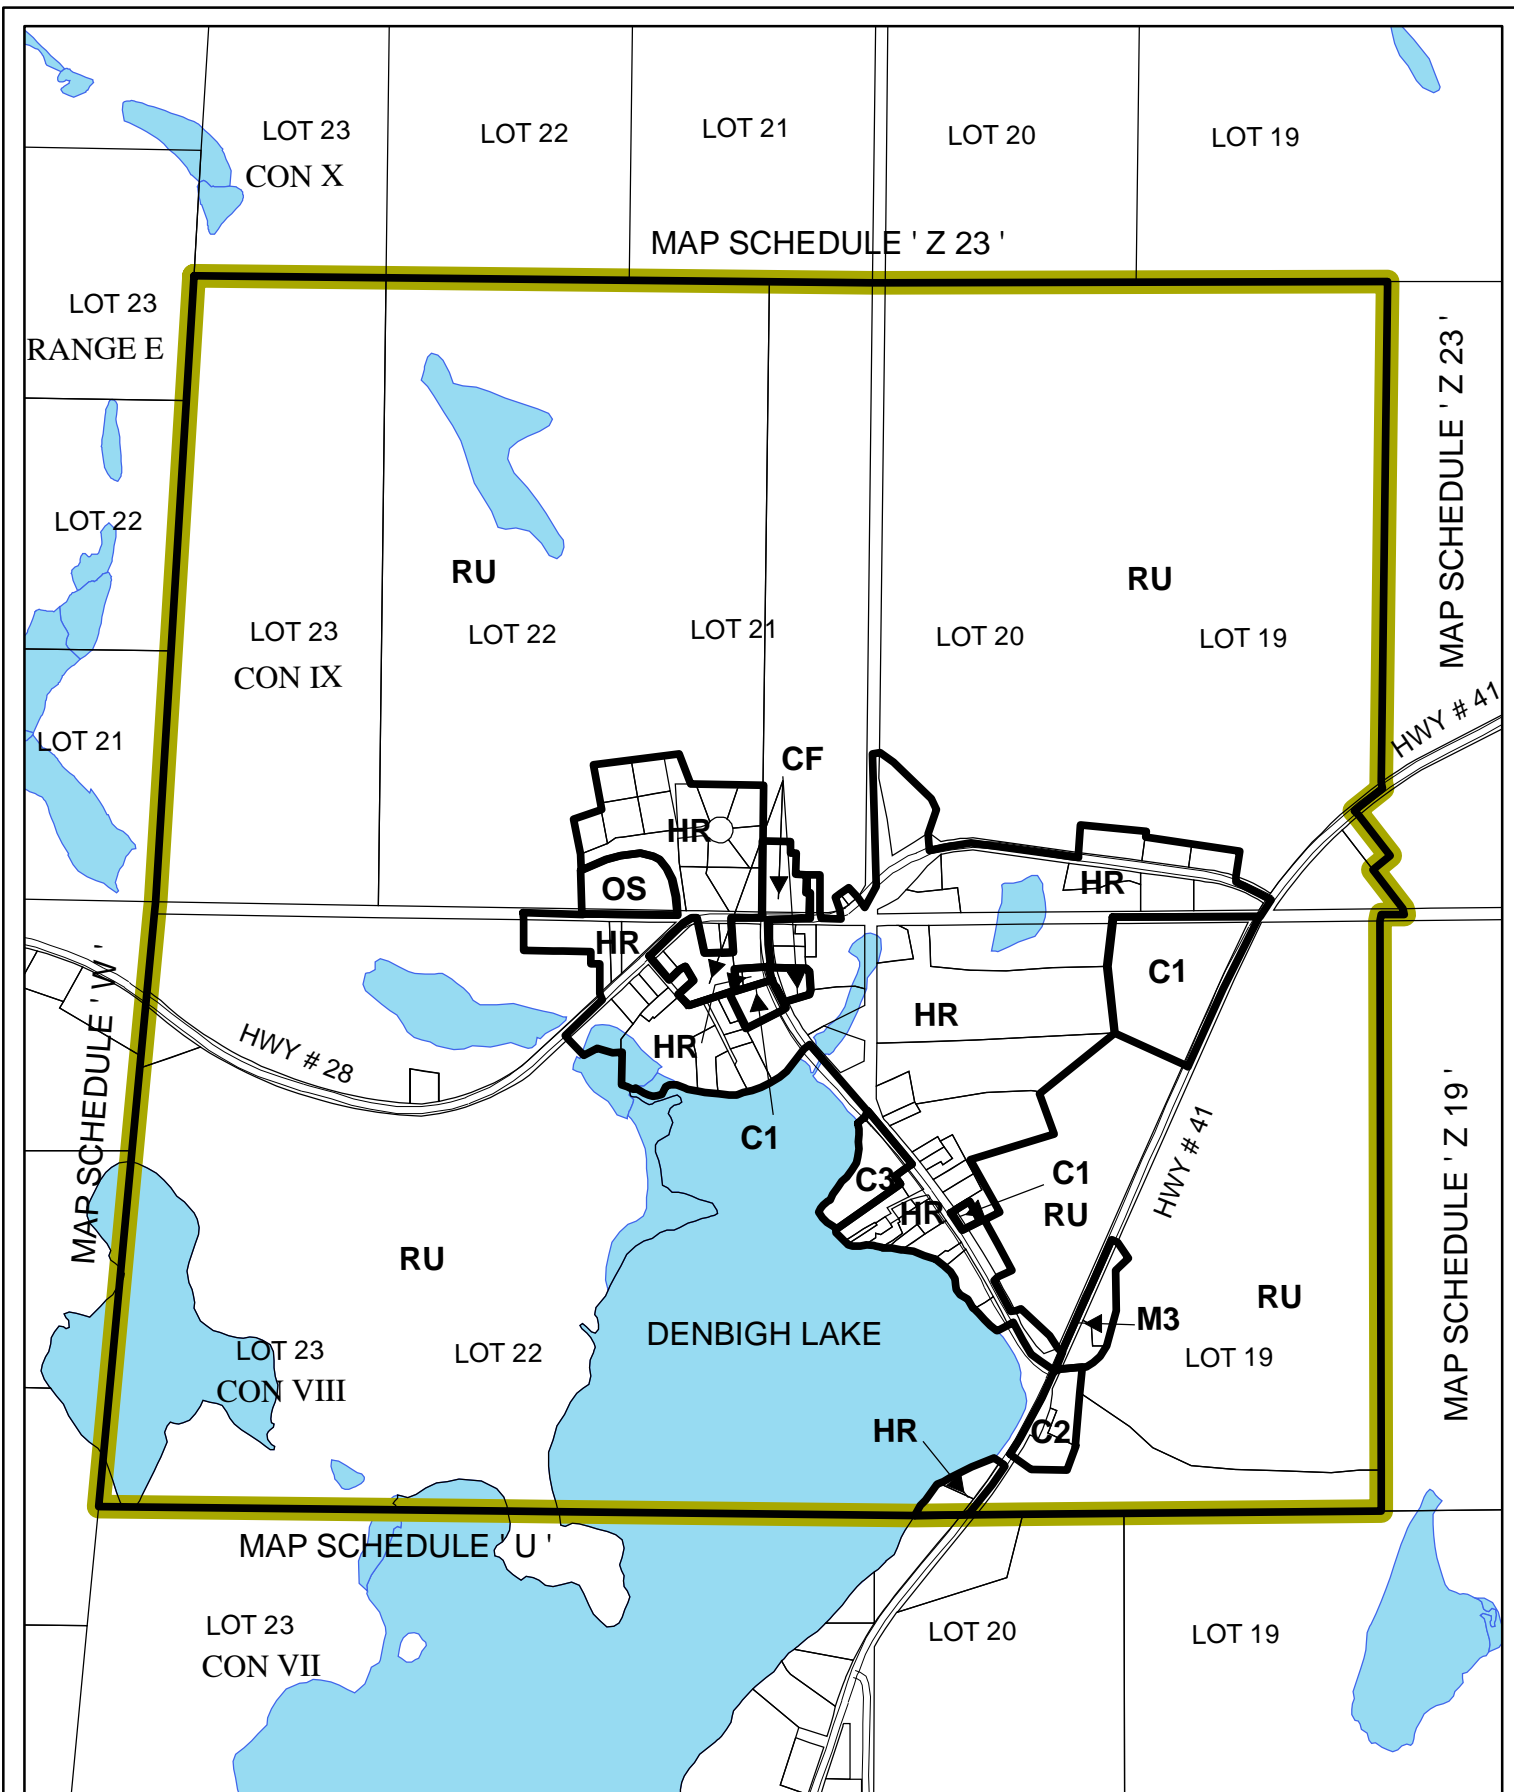 LOT 23
LOT 22
LOT 21
LOT 20
LOT 19
CON X
MAP SCHEDULE ' Z 23 '
LOT 23
RANGE E
MAP SCHEDULE ' Z 23 '
LOT 22
RU
RU
LOT 23
LOT 22
LOT 21
LOT 20
LOT 19
CON IX
HWY # 41
LOT 21
CF
HR
OS
HR
HR
C1
MAP SCHEDULE ' W '
HR
HWY # 28
HR
C1
HWY # 41
C3
C1
HR
RU
MAP SCHEDULE ' Z 19 '
RU
RU
M3
DENBIGH LAKE
LOT 23
LOT 22
LOT 19
CON VIII
HR
C2
MAP SCHEDULE ' U '
LOT 23
LOT 20
LOT 19
CON VII